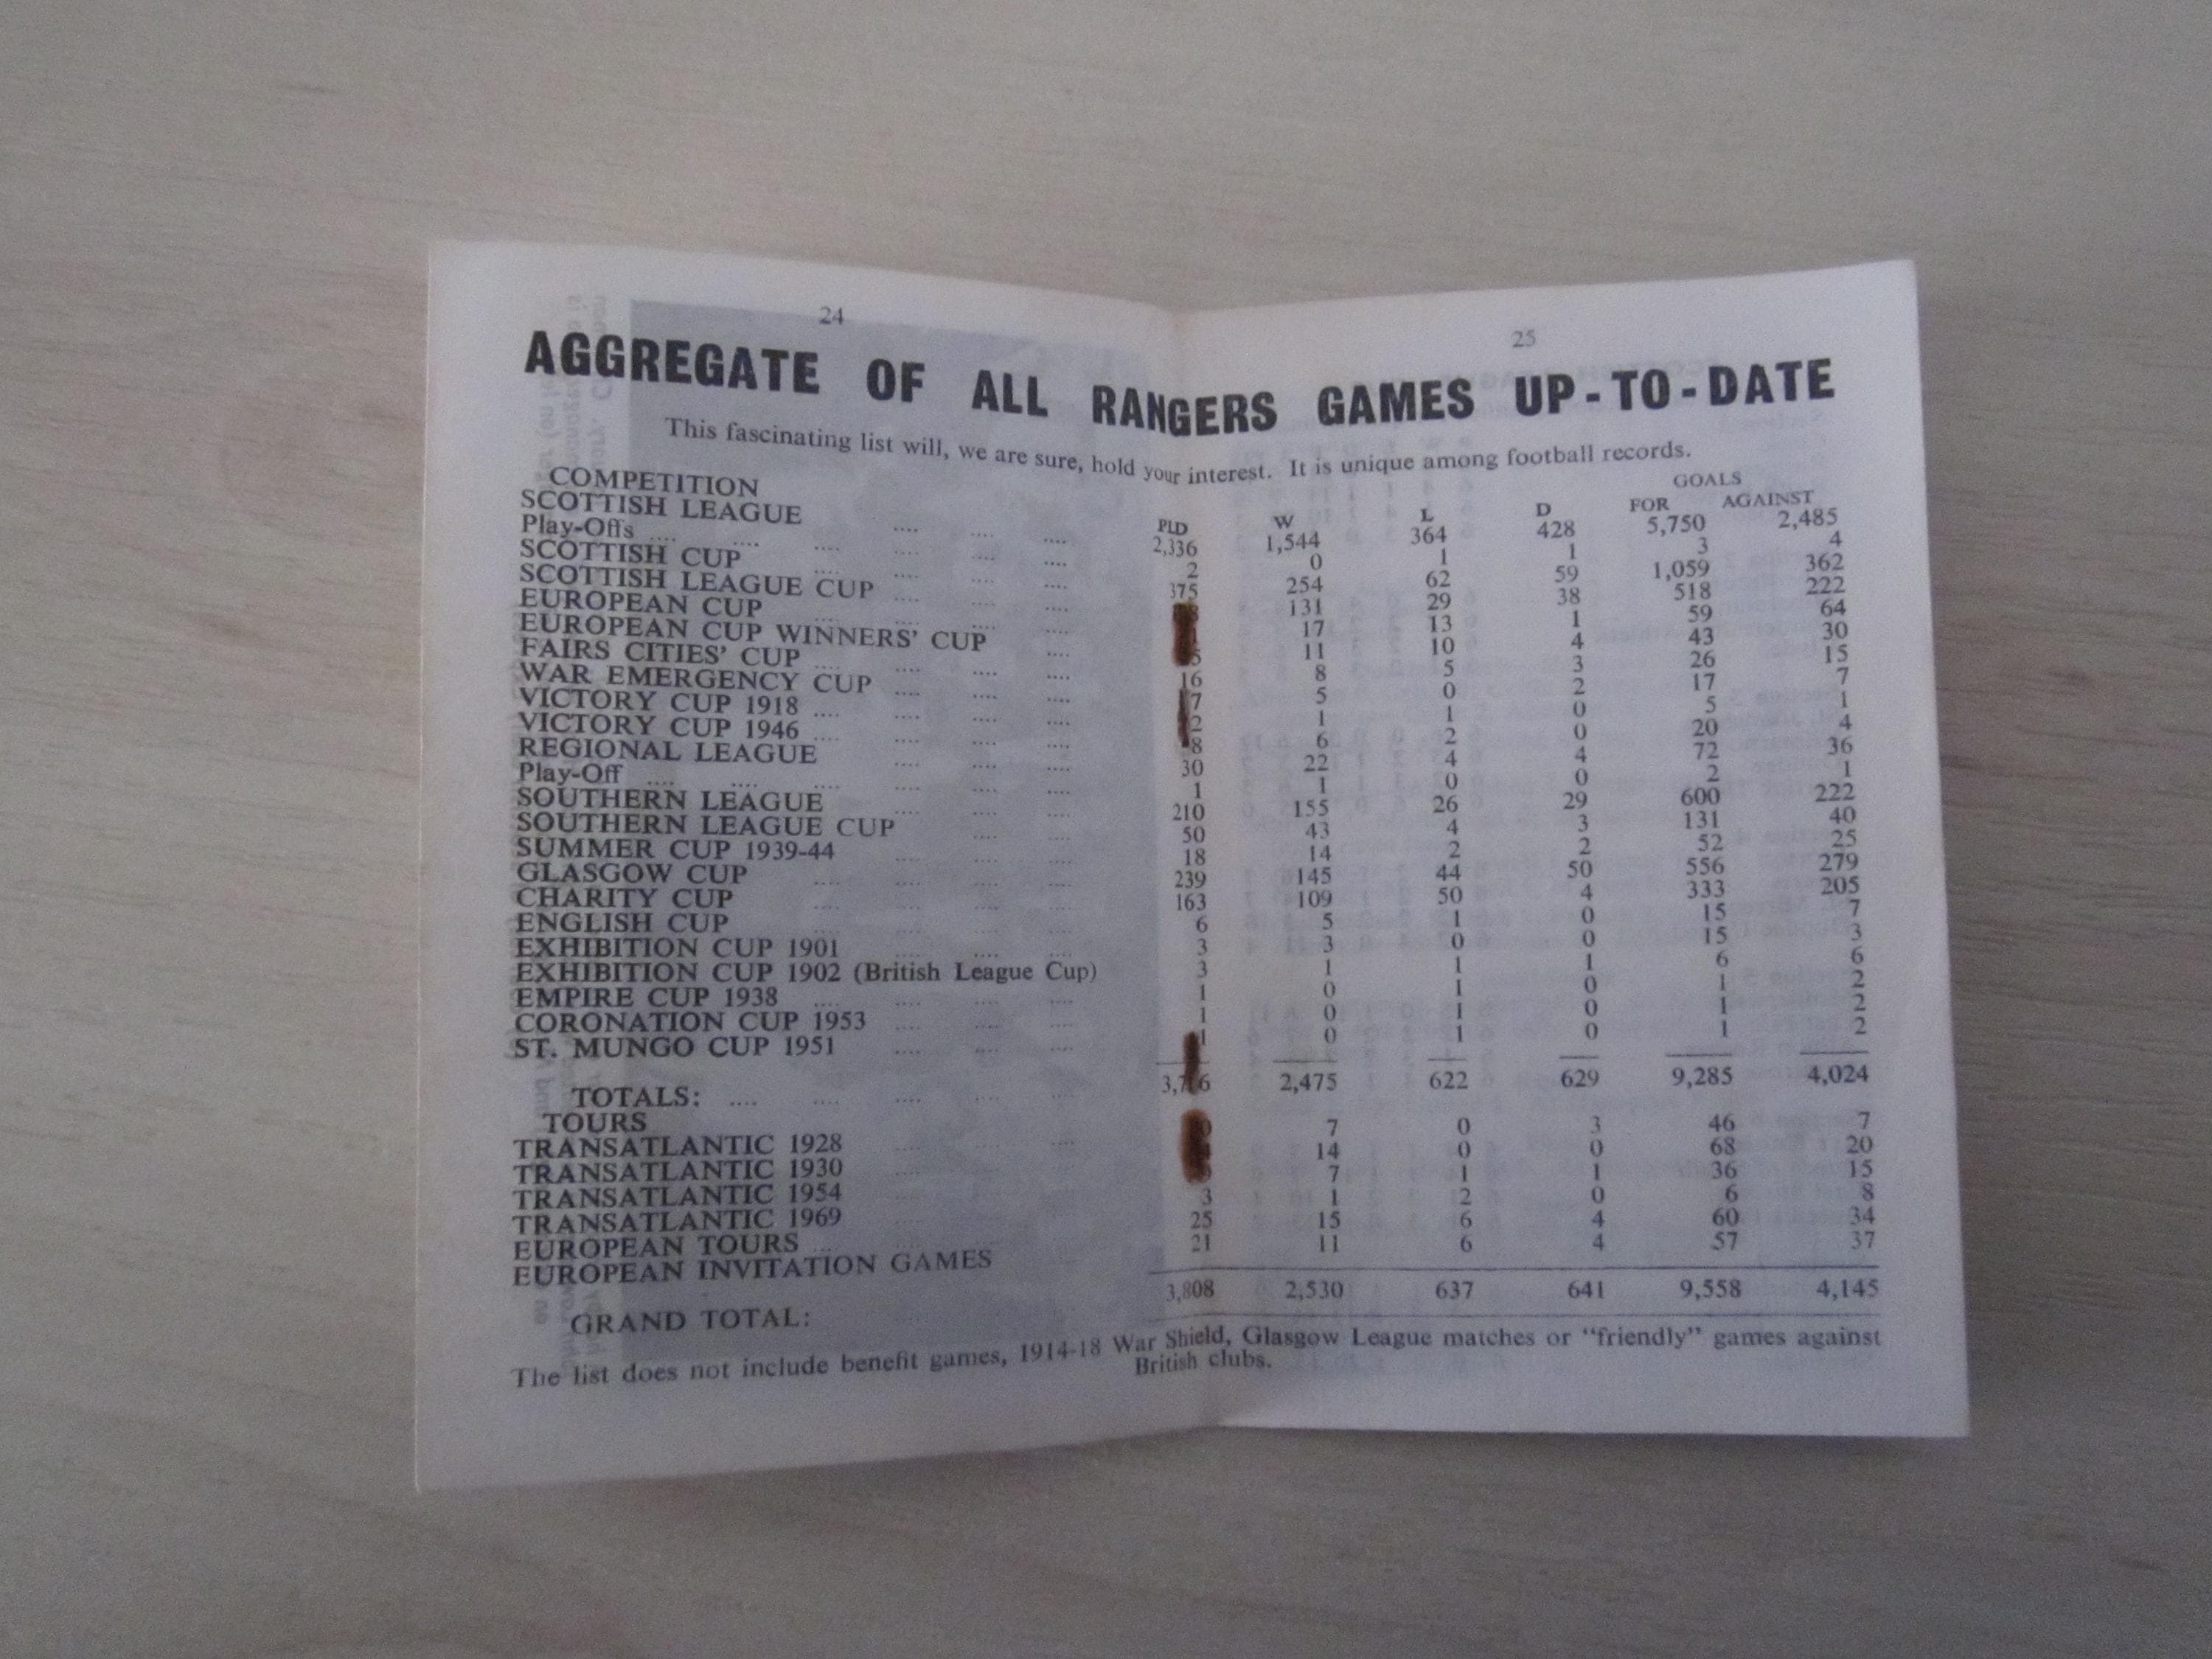 24
25
AGGREGATE OF ALL RANGERS GAMES UP-TO-DATE
This fascinating list will, we are sure, hold your interest. It is unique among football records.
GOALS
COMPETITION PLD W L D FOR AGAINST
SCOTTISH LEAGUE .... .... .... 2,336 1,544 364 428 5,750 2,485
Play-Offs .... .... .... .... .... .... 2 0 1 1 3 4
SCOTTISH CUP .... .... .... .... 375 254 62 59 1,059 362
SCOTTISH LEAGUE CUP .... .... .... 131 29 38 518 222
EUROPEAN CUP .... .... .... .... 17 13 1 59 64
EUROPEAN CUP WINNERS' CUP .... 11 10 4 43 30
FAIRS CITIES' CUP .... .... .... .... 16 8 5 3 26 15
WAR EMERGENCY CUP .... .... .... 7 5 0 2 17 7
VICTORY CUP 1918 .... .... .... .... 2 1 1 0 5 1
VICTORY CUP 1946 .... .... .... .... 8 6 2 0 20 4
REGIONAL LEAGUE .... .... .... 30 22 4 4 72 36
Play-Off .... .... .... .... .... .... 1 1 0 0 2 1
SOUTHERN LEAGUE .... .... .... 210 155 26 29 600 222
SOUTHERN LEAGUE CUP .... .... 50 43 4 3 131 40
SUMMER CUP 1939-44 .... .... .... 18 14 2 2 52 25
GLASGOW CUP .... .... .... .... 239 145 44 50 556 279
CHARITY CUP .... .... .... .... 163 109 50 4 333 205
ENGLISH CUP .... .... .... .... 6 5 1 0 15 7
EXHIBITION CUP 1901 .... .... .... 3 3 0 0 15 3
EXHIBITION CUP 1902 (British League Cup) 3 1 1 1 6 6
EMPIRE CUP 1938 .... .... .... .... 1 0 1 0 1 2
CORONATION CUP 1953 .... .... .... 1 0 1 0 1 2
ST. MUNGO CUP 1951 .... .... .... 1 0 1 0 1 2
TOTALS: .... .... .... .... .... 2,475 622 629 9,285 4,024
TOURS
TRANSATLANTIC 1928 .... .... 7 0 3 46 7
TRANSATLANTIC 1930 .... 14 0 0 68 20
TRANSATLANTIC 1954 .... 7 1 1 36 15
TRANSATLANTIC 1969 .... 3 1 2 0 6 8
EUROPEAN TOURS .... 25 15 6 4 60 34
EUROPEAN INVITATION GAMES 21 11 6 4 57 37
GRAND TOTAL: 3,808 2,530 637 641 9,558 4,145
The list does not include benefit games, 1914-18 War Shield, Glasgow League matches or "friendly" games against
British clubs.